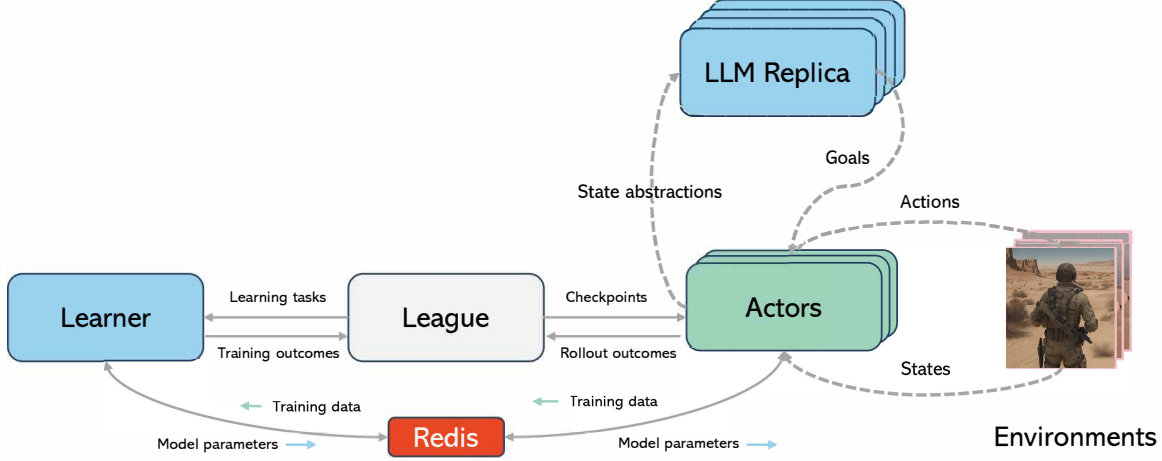 LLM Replica
Goals
State abstractions
Actions
Learner
Learning tasks
Training outcomes
League
Checkpoints
Rollout outcomes
Actors
States
Training data
Training data
Model parameters
Redis
Model parameters
Environments